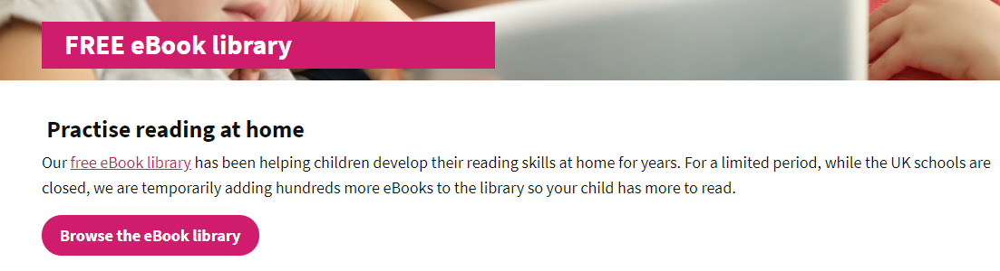 FREE eBook library
Practise reading at home
Our free eBook library has been helping children develop their reading skills at home for years. For a limited period, while the UK schools are
closed, we are temporarily adding hundreds more eBooks to the library so your child has more to read.
Browse the eBook library